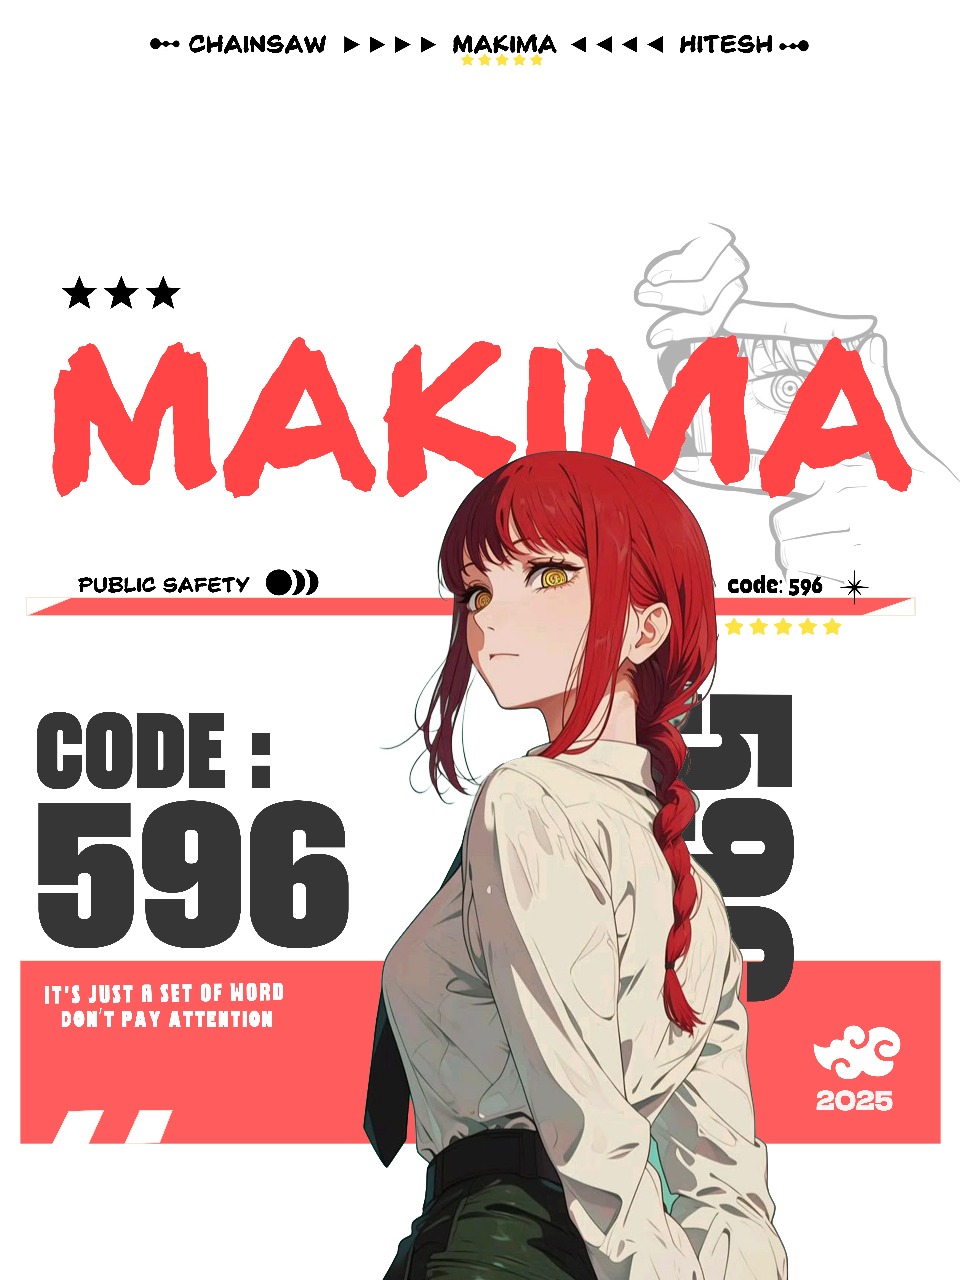 CHAINSAW MAKIMA HITESH
MAKIMA
PUBLIC SAFETY
code: 596
CODE :
596
596
IT'S JUST A SET OF WORD
DON'T PAY ATTENTION
2025